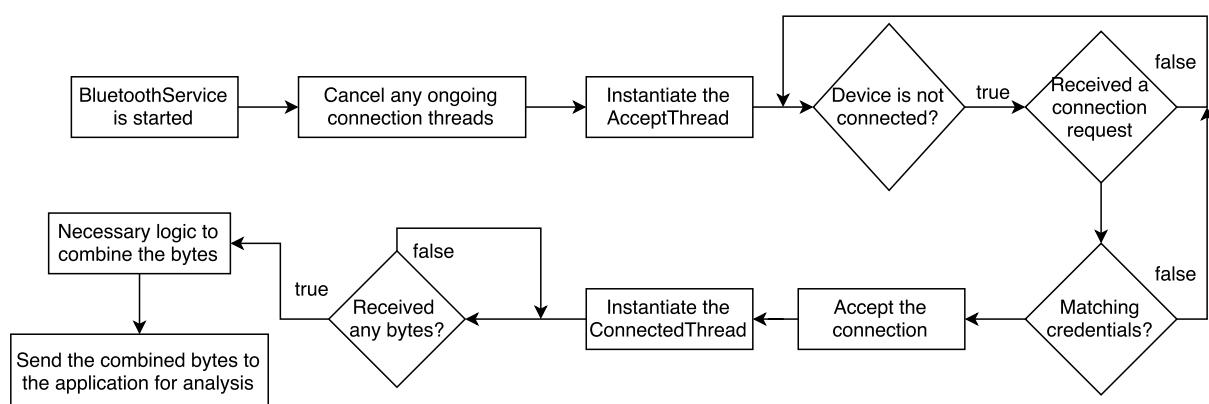 BluetoothService
is started
Cancel any ongoing
connection threads
Instantiate the
AcceptThread
Device is not
connected?
true
Received a
connection
request
false
Matching
credentials?
false
Accept the
connection
Instantiate the
ConnectedThread
Received
any bytes?
false
true
Necessary logic to
combine the bytes
Send the combined bytes to
the application for analysis